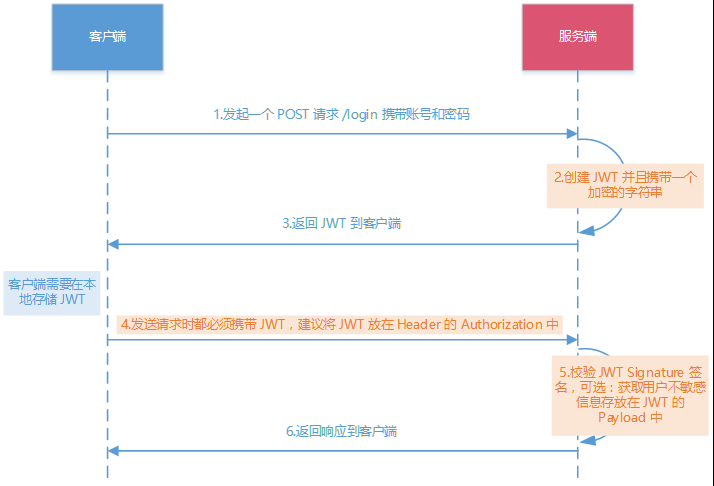 客户端
服务端
1.发起一个 POST 请求 /login 携带账号和密码
2.创建 JWT 并且携带一个
加密的字符串
3.返回 JWT 到客户端
客户端需要在本
地存储 JWT
4.发送请求时都必须携带 JWT，建议将 JWT 放在 Header 的 Authorization 中
5.校验 JWT Signature 签
名，可选：获取用户不敏感
信息存放在 JWT 的
Payload 中
6.返回响应到客户端